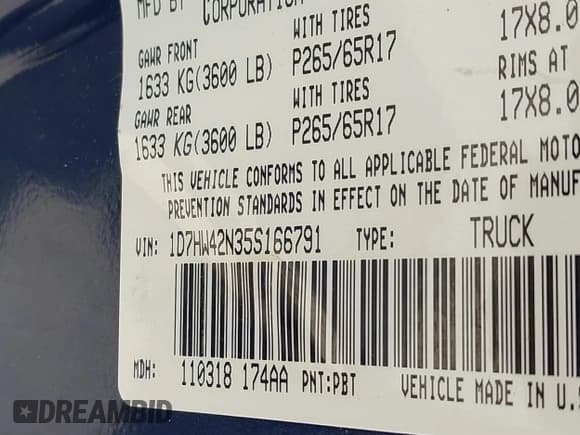 MFD BY CORPORATION
GAWR FRONT WITH TIRES 17X8.0
1633 KG(3600 LB) P265/65R17 RIMS AT
GAWR REAR WITH TIRES 17X8.0
1633 KG(3600 LB) P265/65R17
THIS VEHICLE CONFORMS TO ALL APPLICABLE FEDERAL MOTO
PREVENTION STANDARDS IN EFFECT ON THE DATE OF MANUF
VIN: 1D7HW42N35S166791 TYPE: TRUCK
MDH: 110318 174AA PNT:PBT VEHICLE MADE IN U.S
DREAMBID